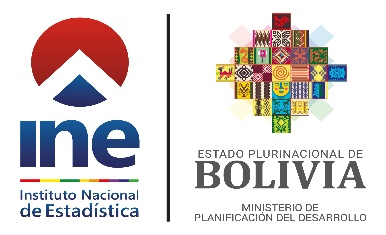 ine
Instituto Nacional
de Estadística
ESTADO PLURINACIONAL DE
BOLIVIA
MINISTERIO DE
PLANIFICACIÓN DEL DESARROLLO